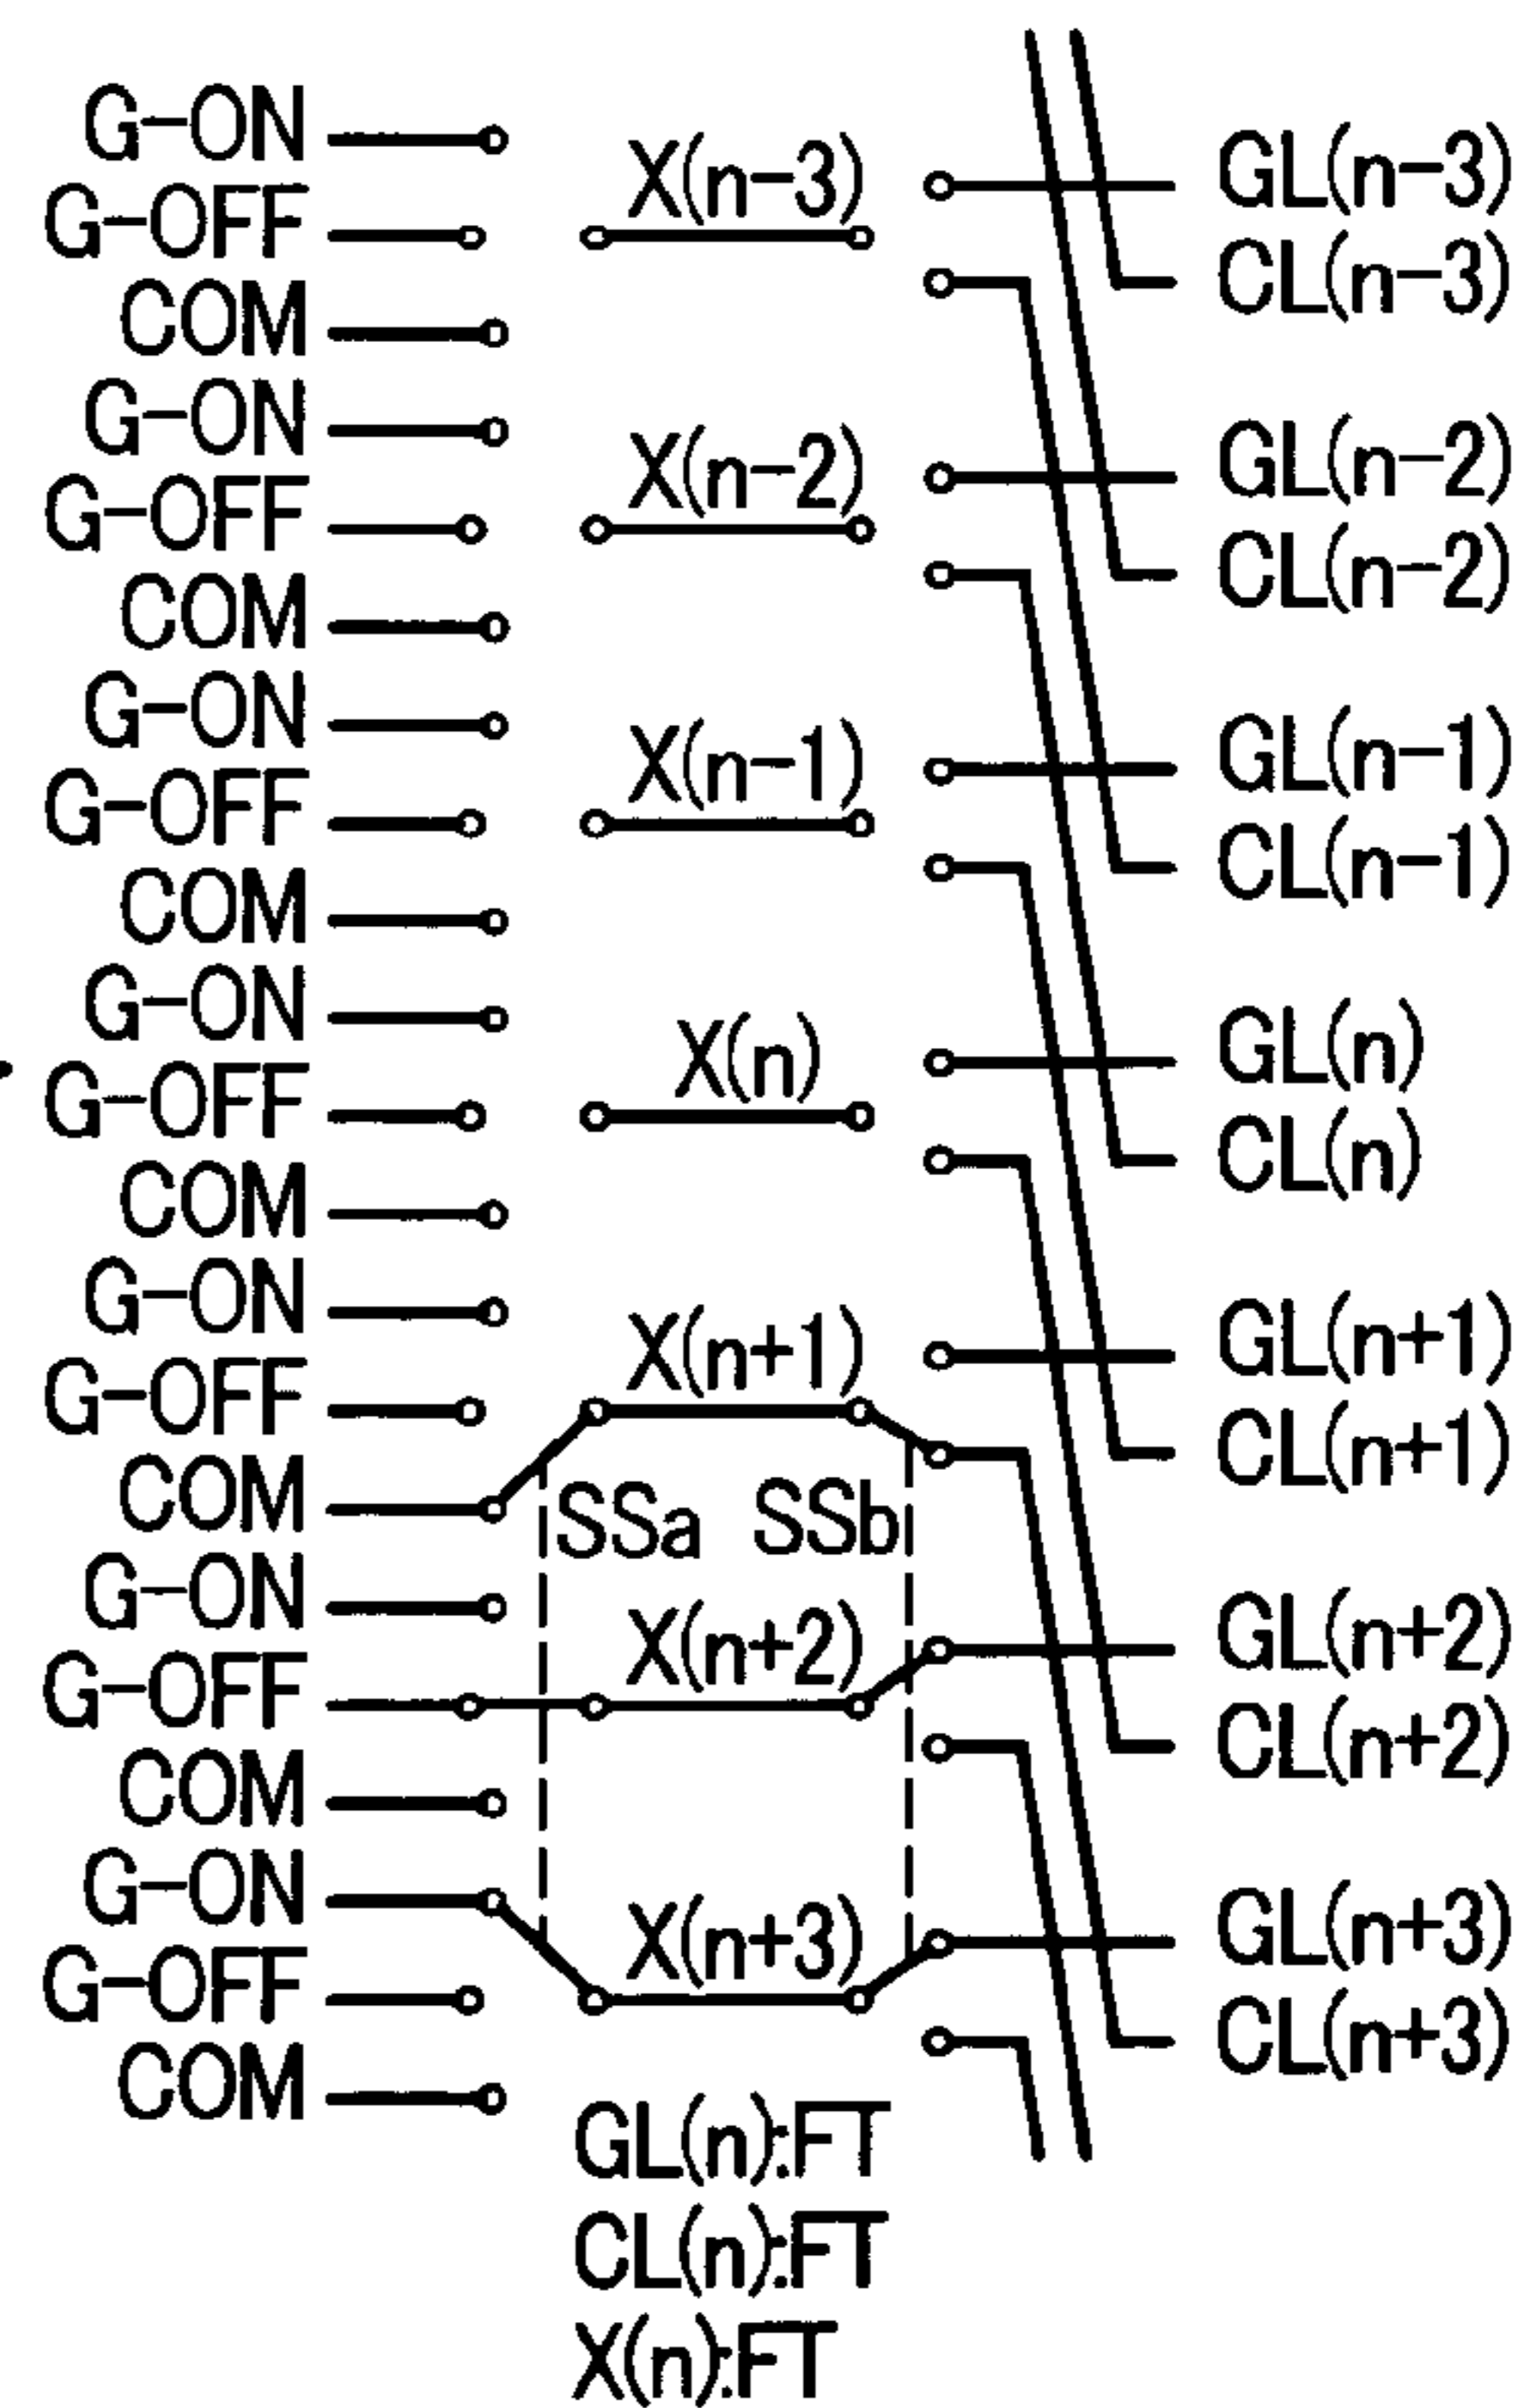 G-ON
X(n-3)
GL(n-3)
G-OFF
CL(n-3)
COM
G-ON
X(n-2)
GL(n-2)
G-OFF
CL(n-2)
COM
G-ON
X(n-1)
GL(n-1)
G-OFF
CL(n-1)
COM
G-ON
X(n)
GL(n)
G-OFF
CL(n)
COM
G-ON
X(n+1)
GL(n+1)
G-OFF
CL(n+1)
COM
SSa SSb
G-ON
X(n+2)
GL(n+2)
G-OFF
CL(n+2)
COM
G-ON
X(n+3)
GL(n+3)
G-OFF
CL(n+3)
COM
GL(n):FT
CL(n):FT
X(n):FT